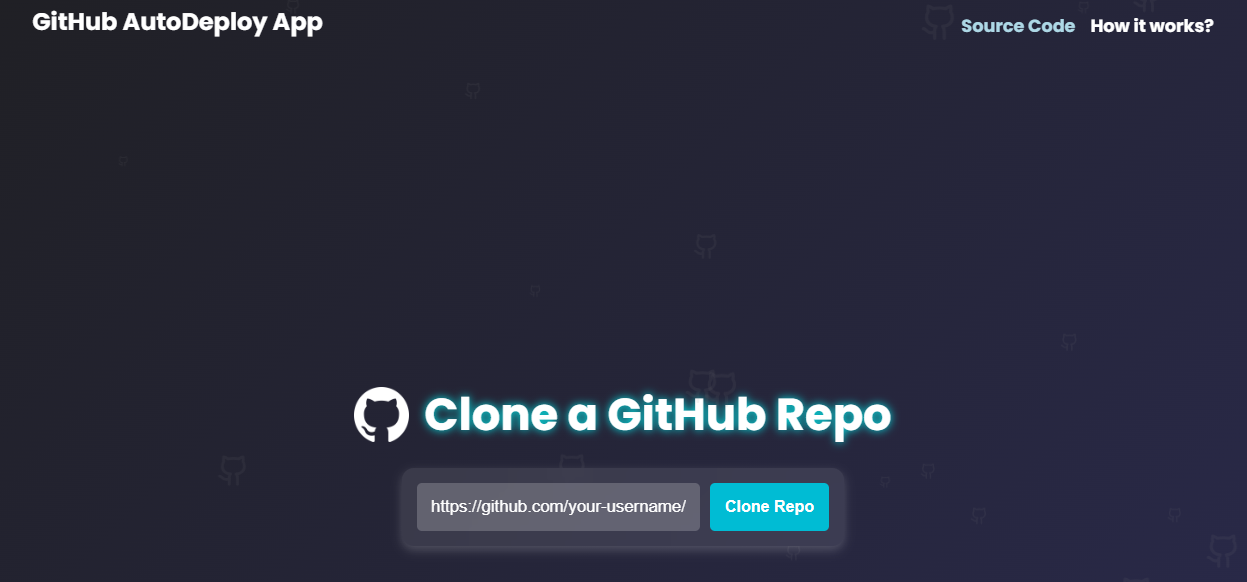 GitHub AutoDeploy App
Source Code How it works?
Clone a GitHub Repo
https://github.com/your-username/
Clone Repo